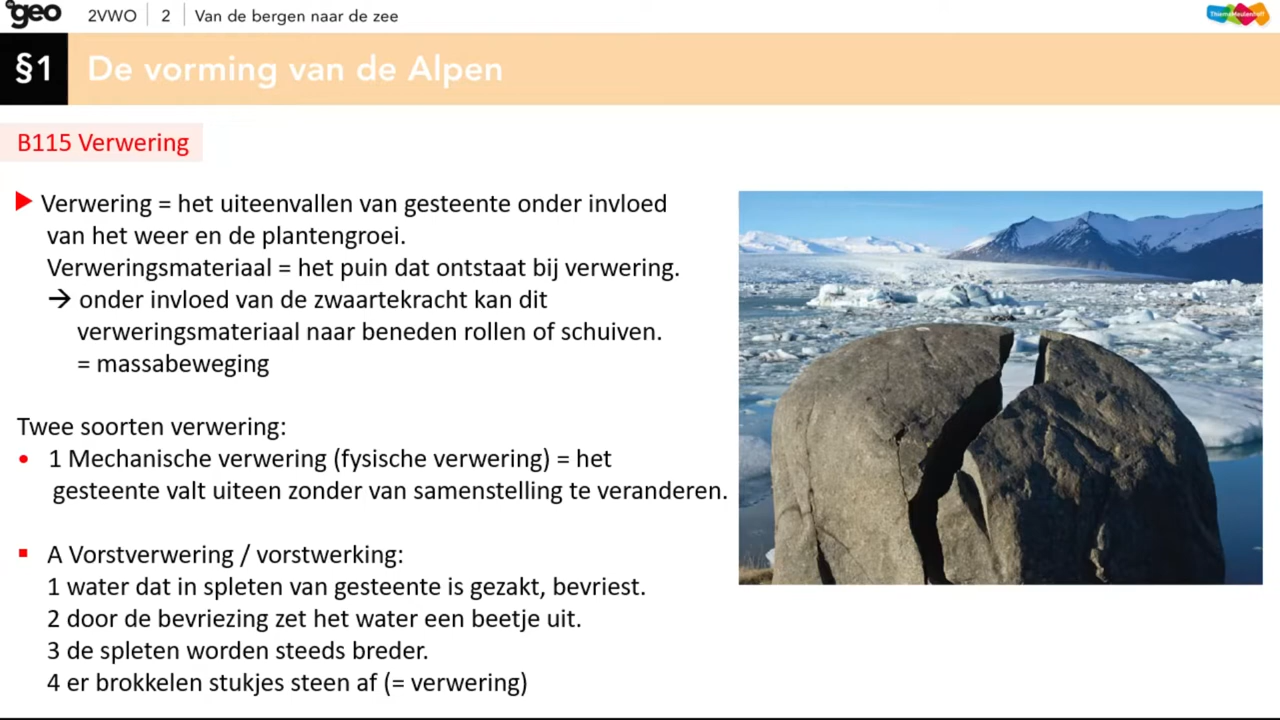 geo
2VWO
2
Van de bergen naar de zee
ThiemeMeulenhoff
§1
De vorming van de Alpen
B115 Verwering
Verwering = het uiteenvallen van gesteente onder invloed
van het weer en de plantengroei.
Verweringsmateriaal = het puin dat ontstaat bij verwering.
→ onder invloed van de zwaartekracht kan dit
verweringsmateriaal naar beneden rollen of schuiven.
= massabeweging
Twee soorten verwering:
• 1 Mechanische verwering (fysische verwering) = het
gesteente valt uiteen zonder van samenstelling te veranderen.
▪ A Vorstverwering / vorstwerking:
1 water dat in spleten van gesteente is gezakt, bevriest.
2 door de bevriezing zet het water een beetje uit.
3 de spleten worden steeds breder.
4 er brokkelen stukjes steen af (= verwering)